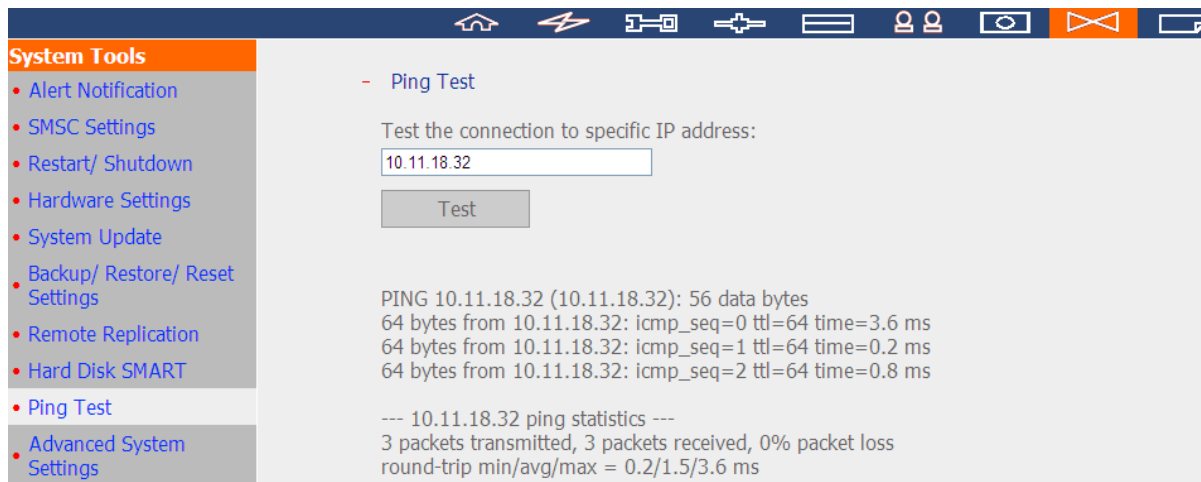 System Tools
• Alert Notification
• SMSC Settings
• Restart/ Shutdown
• Hardware Settings
• System Update
• Backup/ Restore/ Reset
Settings
• Remote Replication
• Hard Disk SMART
• Ping Test
• Advanced System
Settings
- Ping Test
Test the connection to specific IP address:
10.11.18.32
Test
PING 10.11.18.32 (10.11.18.32): 56 data bytes
64 bytes from 10.11.18.32: icmp_seq=0 ttl=64 time=3.6 ms
64 bytes from 10.11.18.32: icmp_seq=1 ttl=64 time=0.2 ms
64 bytes from 10.11.18.32: icmp_seq=2 ttl=64 time=0.8 ms
--- 10.11.18.32 ping statistics ---
3 packets transmitted, 3 packets received, 0% packet loss
round-trip min/avg/max = 0.2/1.5/3.6 ms